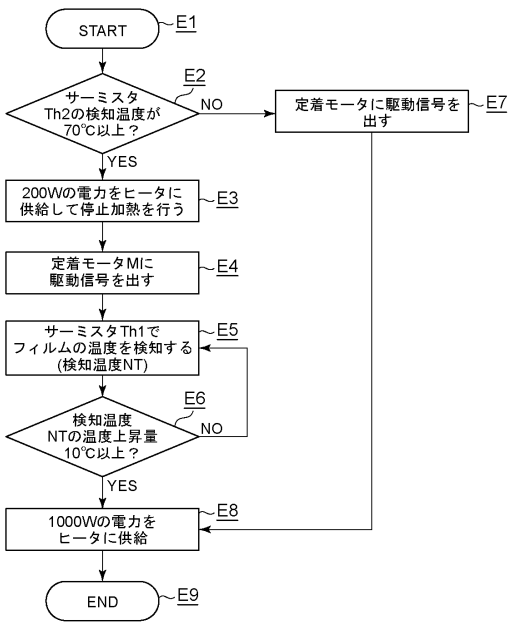 START
E1
サーミスタ
Th2の検知温度が
70℃以上？
E2
NO
YES
定着モータに駆動信号を
出す
E7
200Wの電力をヒータに
供給して停止加熱を行う
E3
定着モータMに
駆動信号を出す
E4
サーミスタTh1で
フィルムの温度を検知する
(検知温度NT)
E5
検知温度
NTの温度上昇量
10℃以上？
E6
NO
YES
1000Wの電力を
ヒータに供給
E8
END
E9